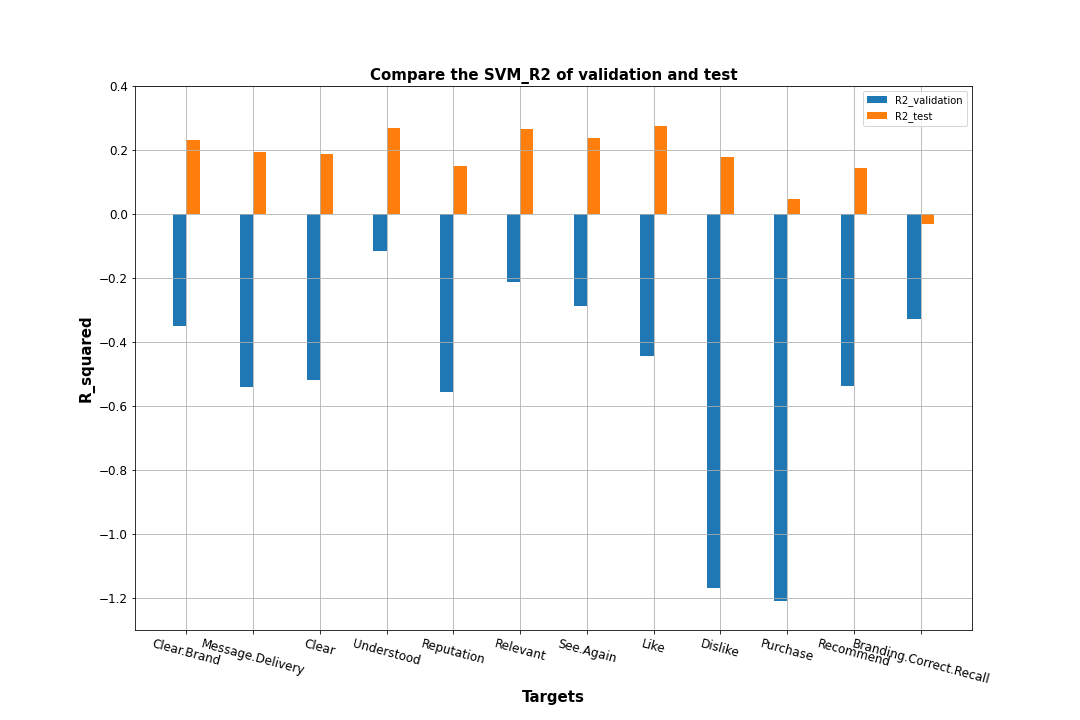 Compare the SVM_R2 of validation and test
R2_validation
R2_test
0.4
0.2
0.0
−0.2
−0.4
−0.6
−0.8
−1.0
−1.2
R_squared
Clear.Brand
Message.Delivery
Clear
Understood
Reputation
Relevant
See.Again
Like
Dislike
Purchase
Recommend
Branding.Correct.Recall
Targets